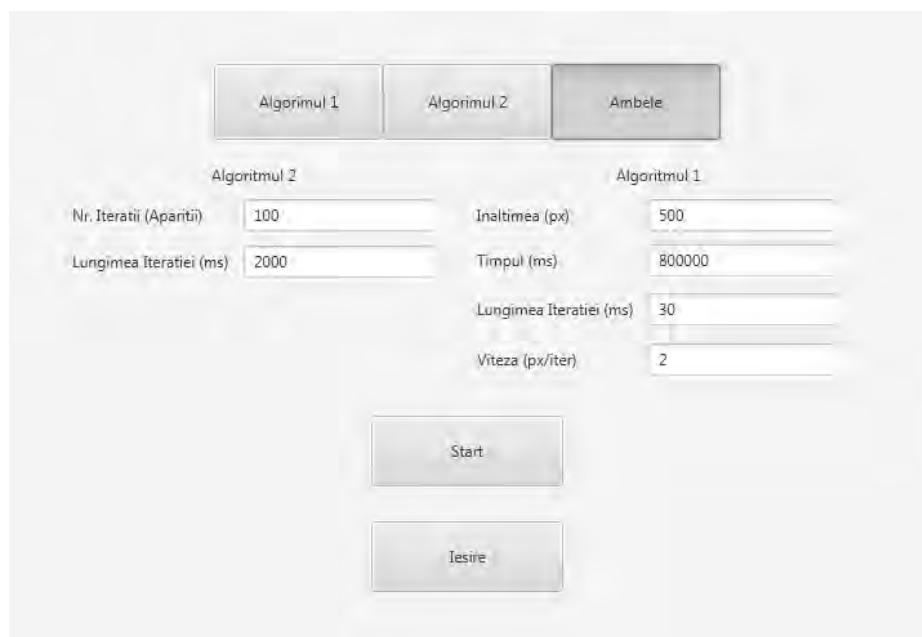 Algorimul 1 Algorimul 2 Ambele
Algoritmul 2 Algoritmul 1
Nr. Iteratii (Aparitii) 100 Inaltimea (px) 500
Lungimea Iteratiei (ms) 2000 Timpul (ms) 800000
Lungimea Iteratiei (ms) 30
Viteza (px/iter) 2
Start
Iesire